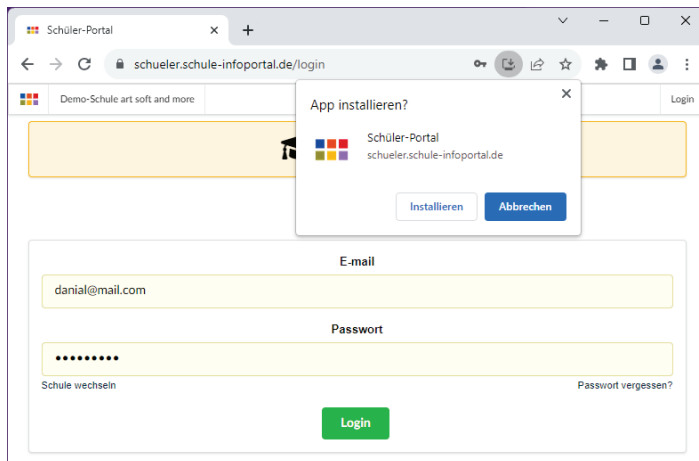 Schüler-Portal
schueler.schule-infoportal.de/login
Demo-Schule art soft and more
Login
App installieren?
Schüler-Portal
schueler.schule-infoportal.de
Installieren
Abbrechen
E-mail
danial@mail.com
Passwort
•••••••••
Schule wechseln
Passwort vergessen?
Login